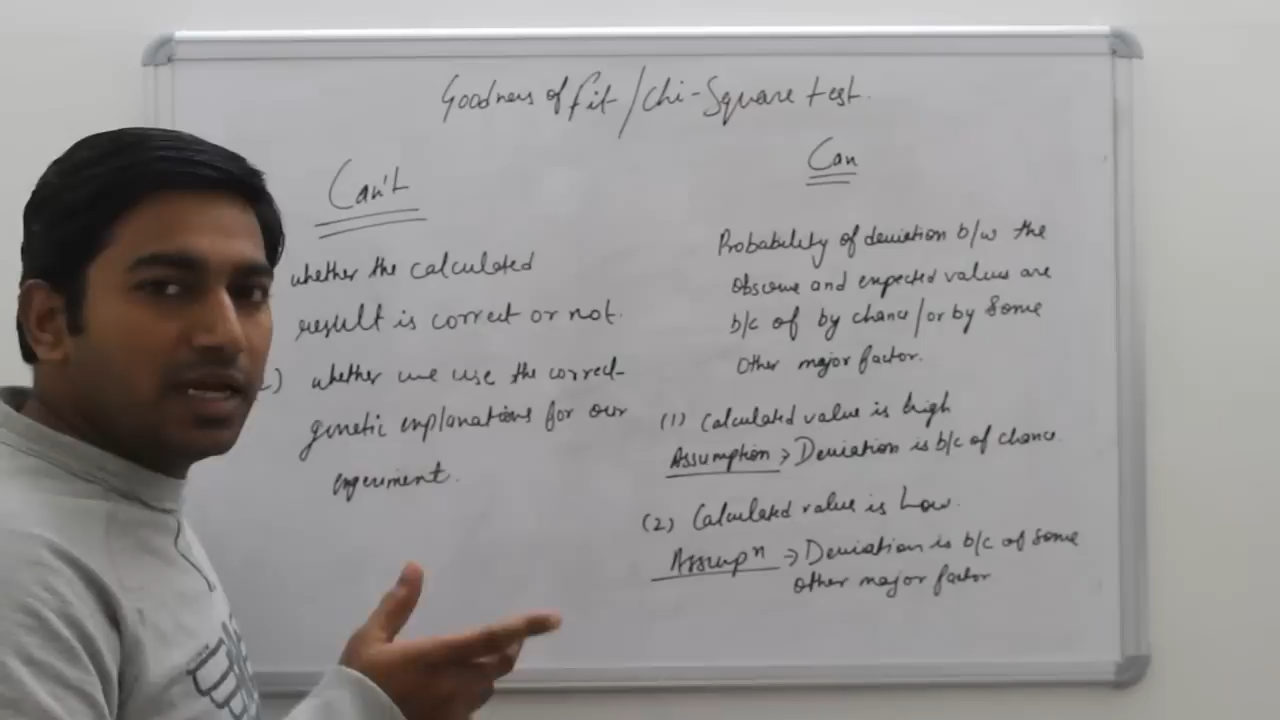 Goodness of fit / Chi-Square test.
Can't
whether the calculated
result is correct or not.
) whether we use the correct
genetic explanations for our
experiment.
Can
Probability of deviation b/w the
observe and expected values are
b/c of by chance / or by Some
Other major factor.
(1) Calculated value is high
Assumption → Deviation is b/c of chance
(2) Calculated value is Low.
Assumpⁿ → Deviation is b/c of some
other major factor